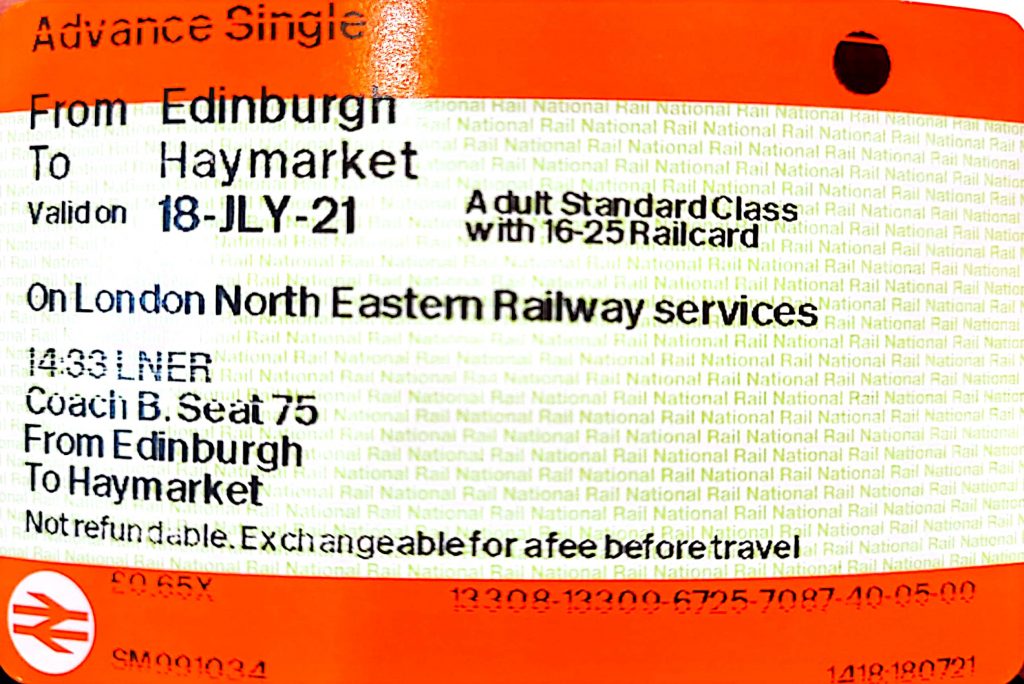 Advance Single
From Edinburgh
To Haymarket
Valid on 18-JLY-21
Adult Standard Class
with 16-25 Railcard
On London North Eastern Railway services
14:33 LNER
Coach B. Seat 75
From Edinburgh
To Haymarket
Not refundable. Exchangeable for a fee before travel
£0.65X
13308-13309-6725-7087-40-05-00
SM991034
1418:180721